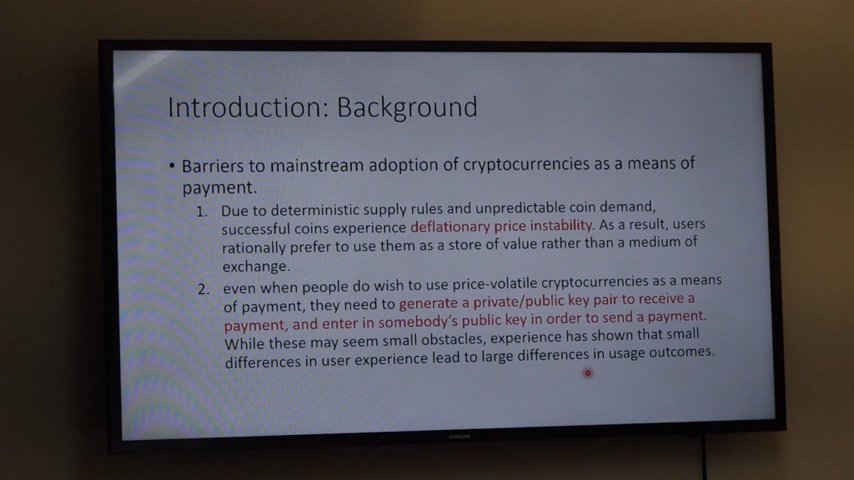 Introduction: Background
• Barriers to mainstream adoption of cryptocurrencies as a means of
payment.
1. Due to deterministic supply rules and unpredictable coin demand,
successful coins experience deflationary price instability. As a result, users
rationally prefer to use them as a store of value rather than a medium of
exchange.
2. even when people do wish to use price-volatile cryptocurrencies as a means
of payment, they need to generate a private/public key pair to receive a
payment, and enter in somebody's public key in order to send a payment.
While these may seem small obstacles, experience has shown that small
differences in user experience lead to large differences in usage outcomes.
SAMSUNG